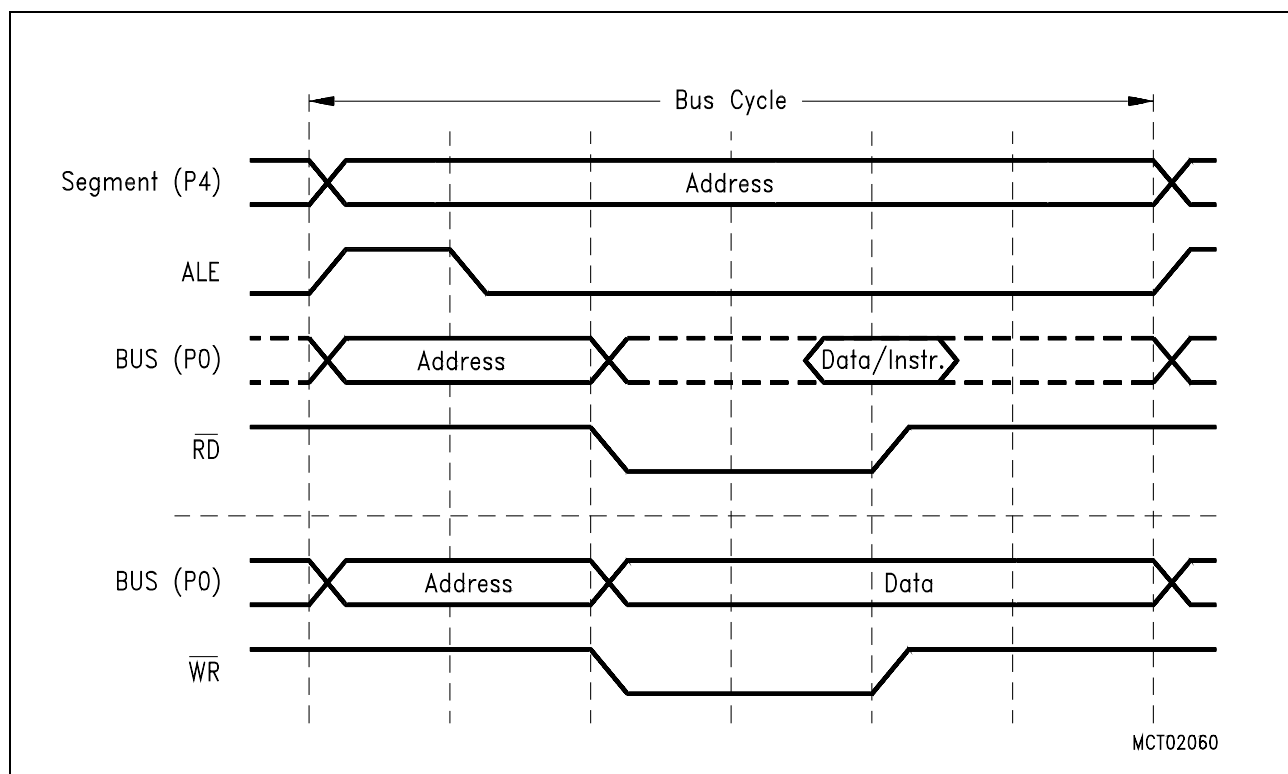 Bus Cycle
Segment (P4)
Address
ALE
BUS (P0)
Address
Data/Instr.
RD
BUS (P0)
Address
Data
WR
MCT02060